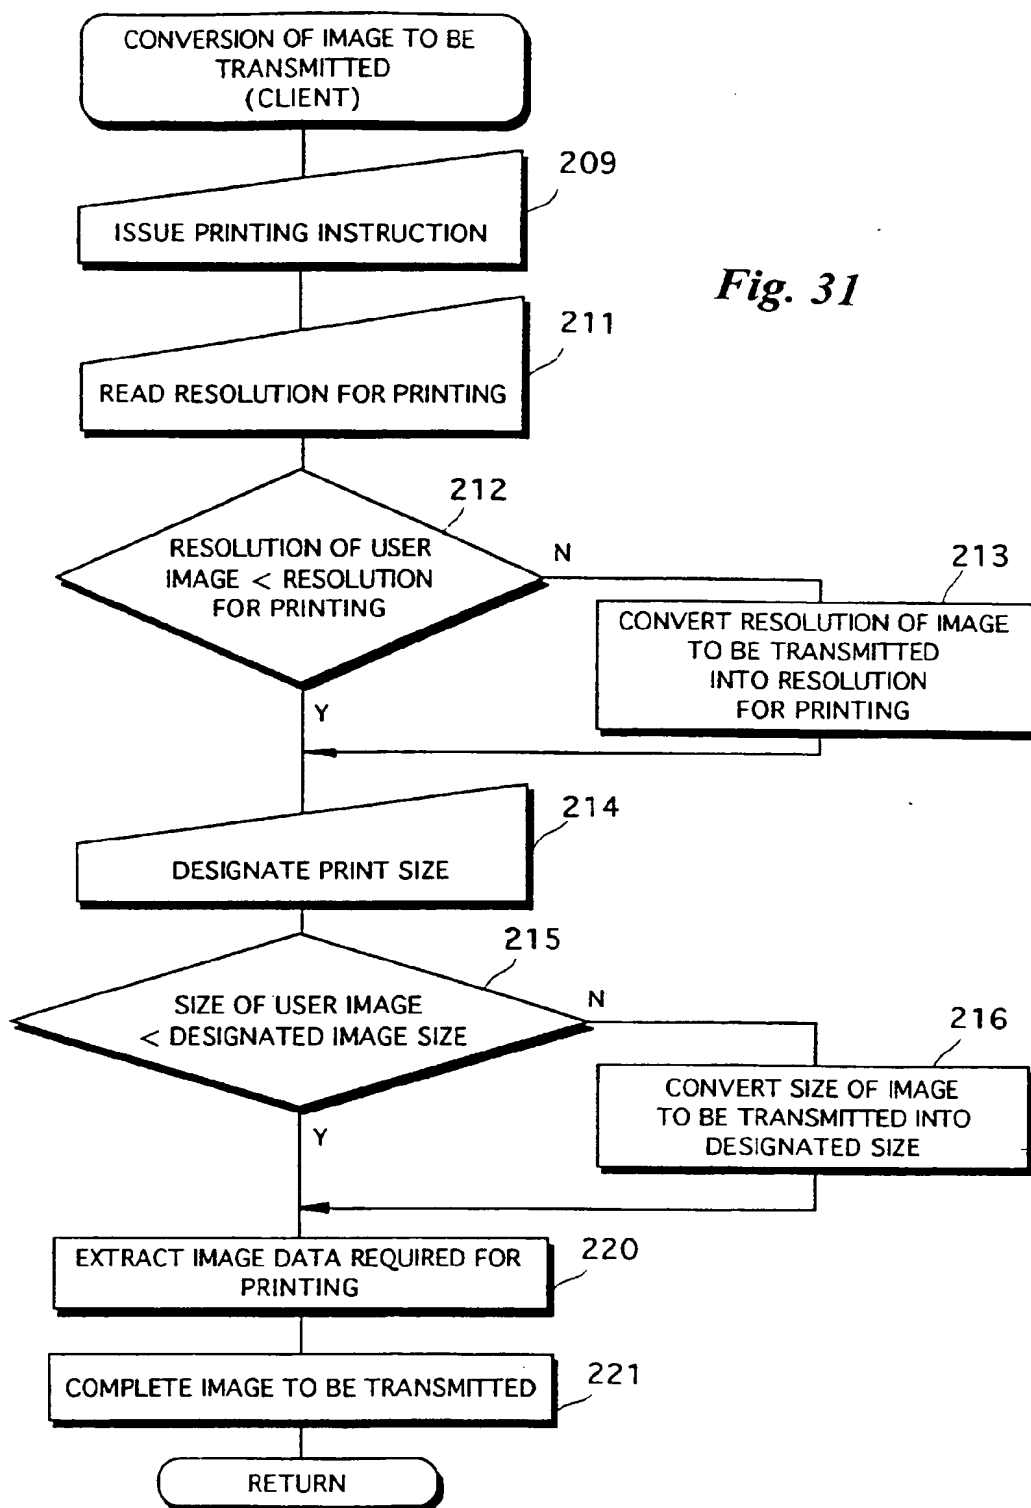 CONVERSION OF IMAGE TO BE
TRANSMITTED
(CLIENT)
209
ISSUE PRINTING INSTRUCTION
Fig. 31
211
READ RESOLUTION FOR PRINTING
212
RESOLUTION OF USER
IMAGE < RESOLUTION
FOR PRINTING
N
213
CONVERT RESOLUTION OF IMAGE
TO BE TRANSMITTED
INTO RESOLUTION
FOR PRINTING
Y
214
DESIGNATE PRINT SIZE
215
SIZE OF USER IMAGE
< DESIGNATED IMAGE SIZE
N
216
CONVERT SIZE OF IMAGE
TO BE TRANSMITTED INTO
DESIGNATED SIZE
Y
EXTRACT IMAGE DATA REQUIRED FOR
PRINTING
220
COMPLETE IMAGE TO BE TRANSMITTED
221
RETURN